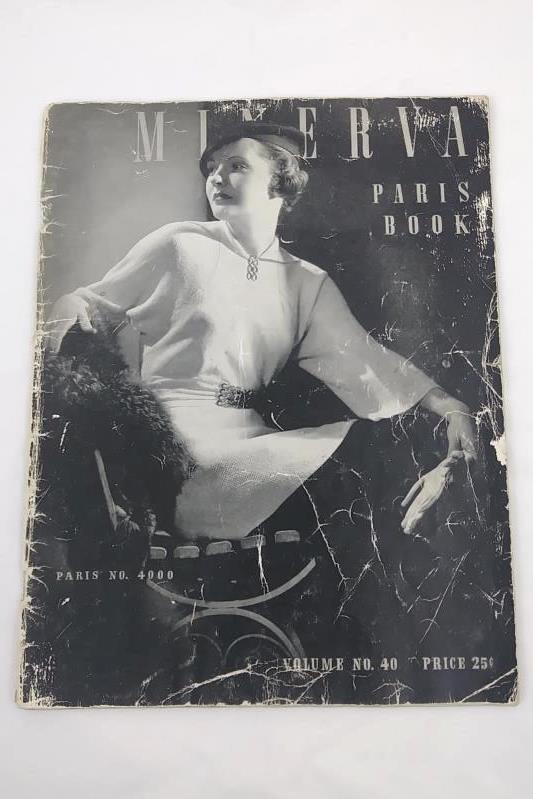 MINERVA
PARIS
BOOK
PARIS NO. 4000
VOLUME NO. 40 PRICE 25¢